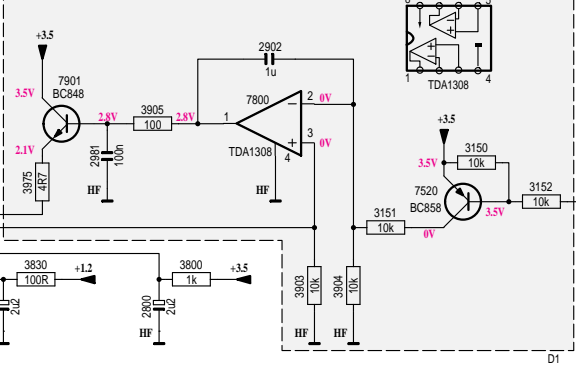 8 5
1 4
TDA1308
+3.5
2902
1u
7901
BC848
3.5V
2.8V
3905
100
2.8V
1
7800
2
0V
3
0V
TDA1308
4
2.1V
2981
100n
3975
4R7
HF
HF
+3.5
3150
10k
3.5V
7520
BC858
3.5V
3152
10k
3151
10k
0V
3830
100R
+1.2
3800
1k
+3.5
3903
10k
3904
10k
2u2
2800
2u2
HF
HF
HF
D1